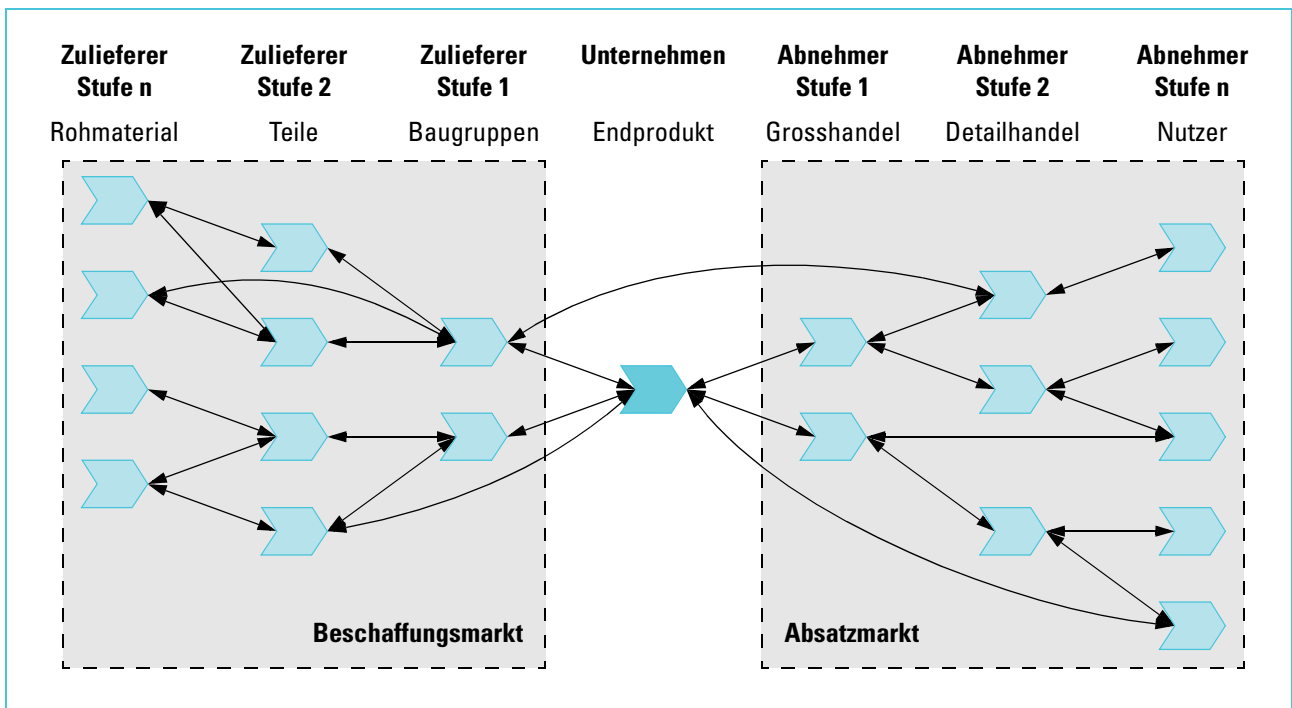 Zulieferer Stufe n
Zulieferer Stufe 2
Zulieferer Stufe 1
Unternehmen
Abnehmer Stufe 1
Abnehmer Stufe 2
Abnehmer Stufe n
Rohmaterial
Teile
Baugruppen
Endprodukt
Grosshandel
Detailhandel
Nutzer
Beschaffungsmarkt
Absatzmarkt